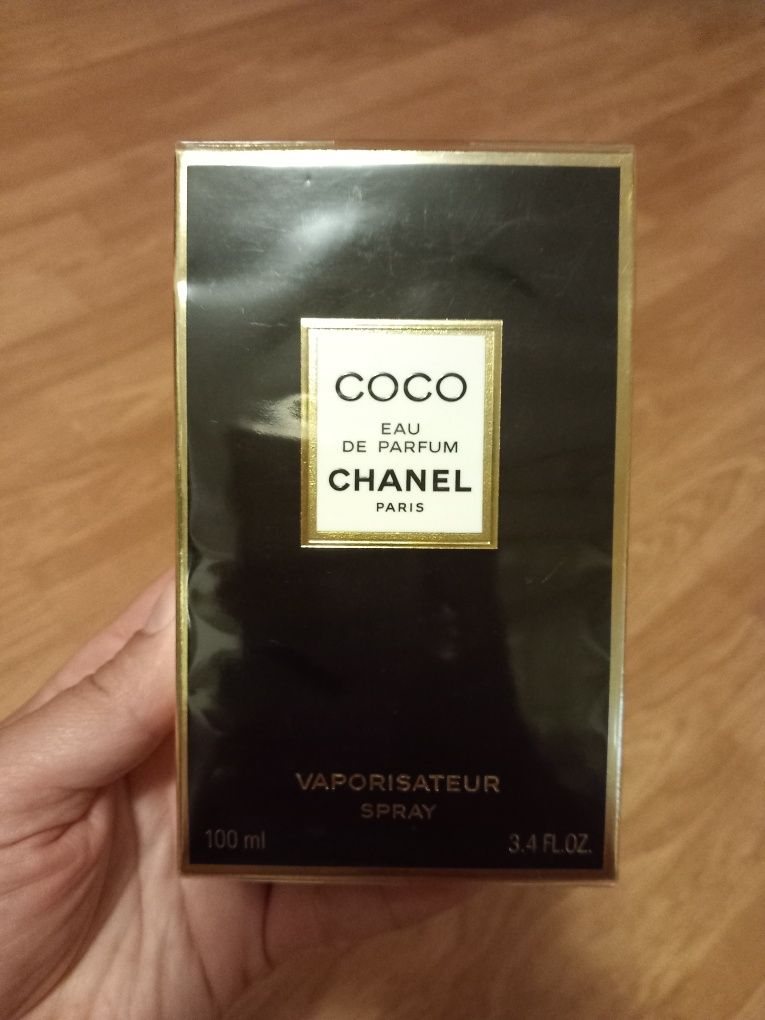 COCO
EAU
DE PARFUM
CHANEL
PARIS
VAPORISATEUR
SPRAY
100 ml
3.4 FL.OZ.